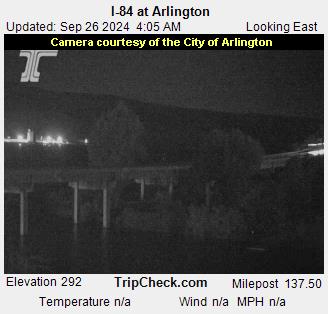 I-84 at Arlington
Updated: Sep 26 2024 4:05 AM Looking East
Camera courtesy of the City of Arlington
Elevation 292 TripCheck.com Milepost 137.50
Temperature n/a Wind n/a MPH n/a